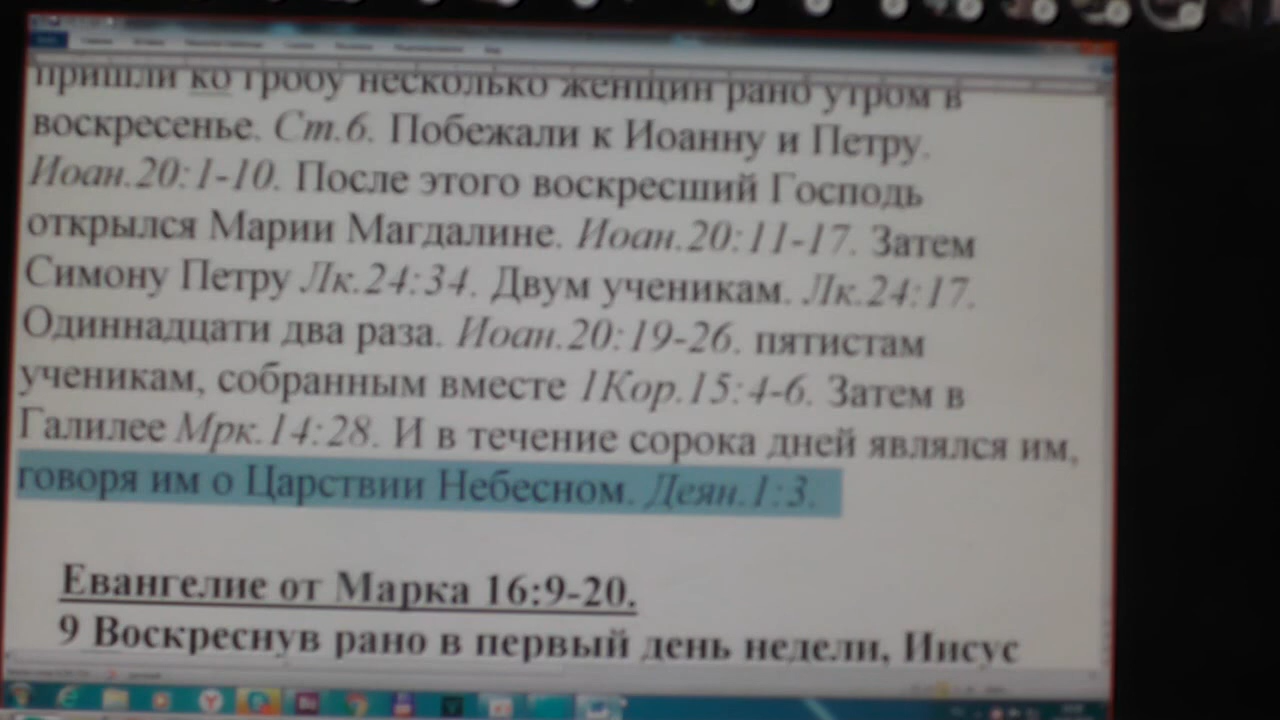 пришли ко гробу несколько женщин рано утром в
воскресенье. Ст.6. Побежали к Иоанну и Петру.
Иоан.20:1-10. После этого воскресший Господь
открылся Марии Магдалине. Иоан.20:11-17. Затем
Симону Петру Лк.24:34. Двум ученикам. Лк.24:17.
Одиннадцати два раза. Иоан.20:19-26. пятистам
ученикам, собранным вместе 1Кор.15:4-6. Затем в
Галилее Мрк.14:28. И в течение сорока дней являлся им,
говоря им о Царствии Небесном. Деян.1:3.
Евангелие от Марка 16:9-20.
9 Воскреснув рано в первый день недели, Иисус